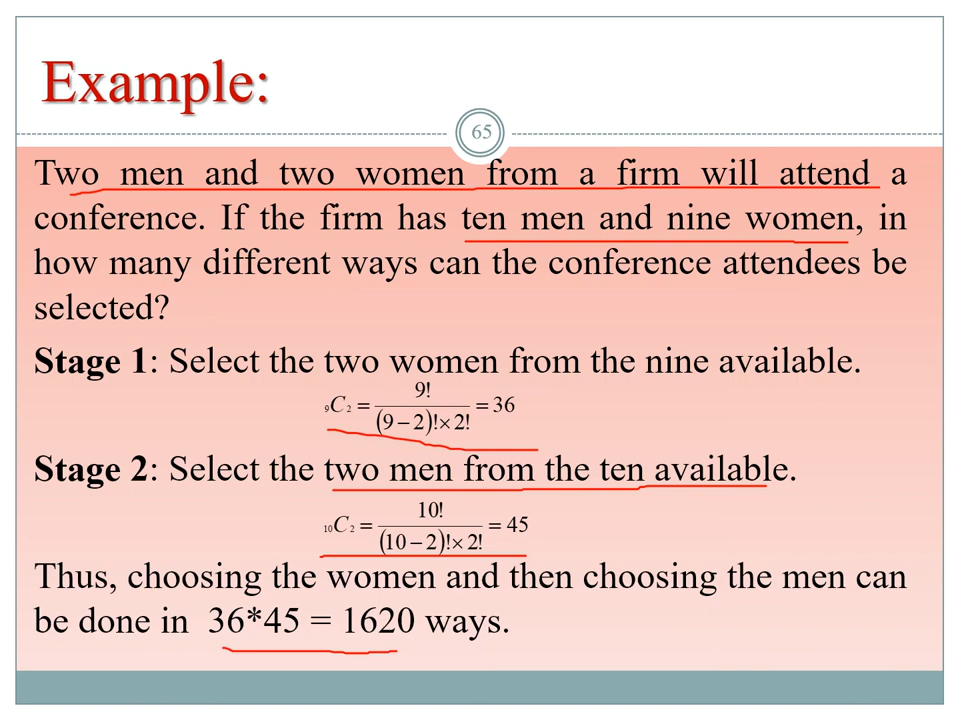 Example:
65
Two men and two women from a firm will attend a
conference. If the firm has ten men and nine women, in
how many different ways can the conference attendees be
selected?
Stage 1: Select the two women from the nine available.
₉C₂ = 9! / (9 − 2)! × 2! = 36
Stage 2: Select the two men from the ten available.
₁₀C₂ = 10! / (10 − 2)! × 2! = 45
Thus, choosing the women and then choosing the men can
be done in 36*45 = 1620 ways.